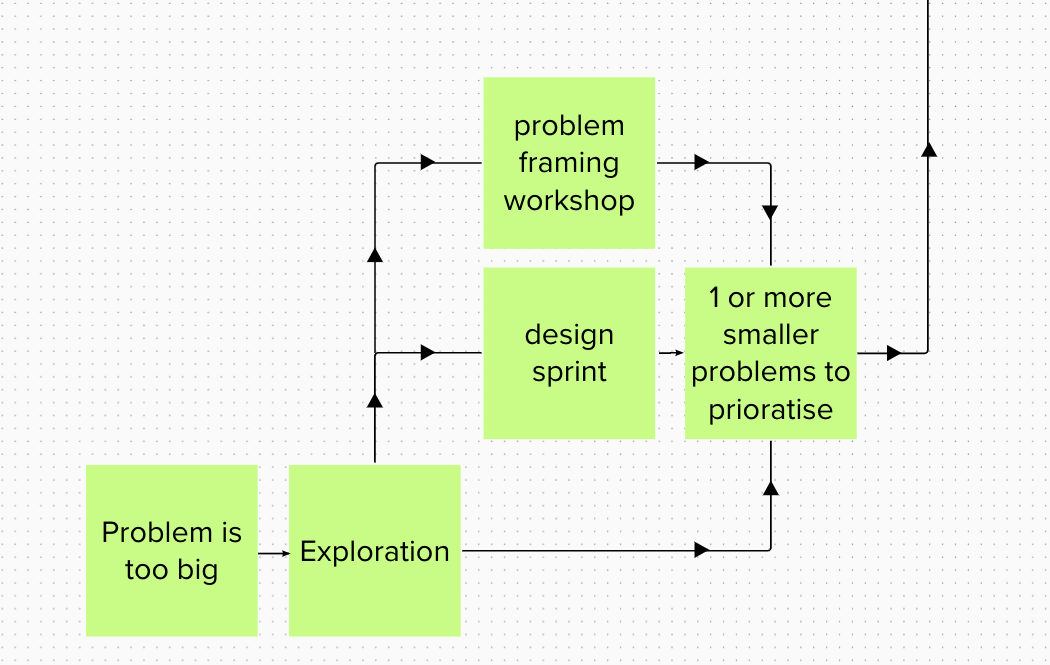 problem
framing
workshop
design
sprint
1 or more
smaller
problems to
prioratise
Problem is
too big
Exploration